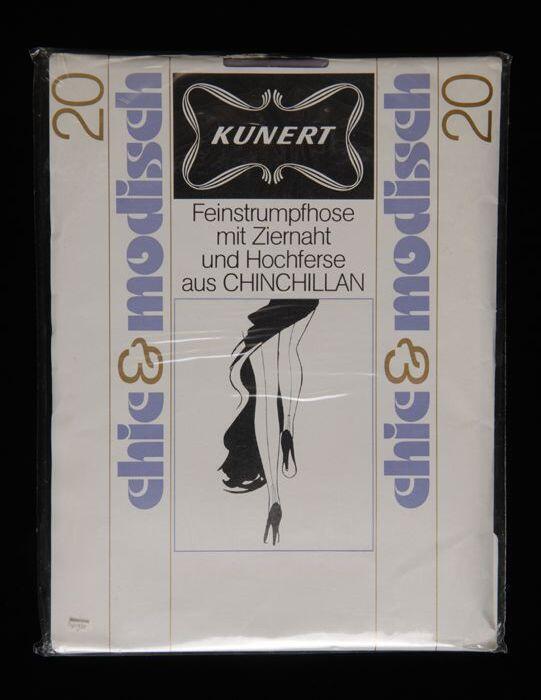 20
chic & modisch
KUNERT
Feinstrumpfhose
mit Ziernaht
und Hochferse
aus CHINCHILLAN
20
chic & modisch